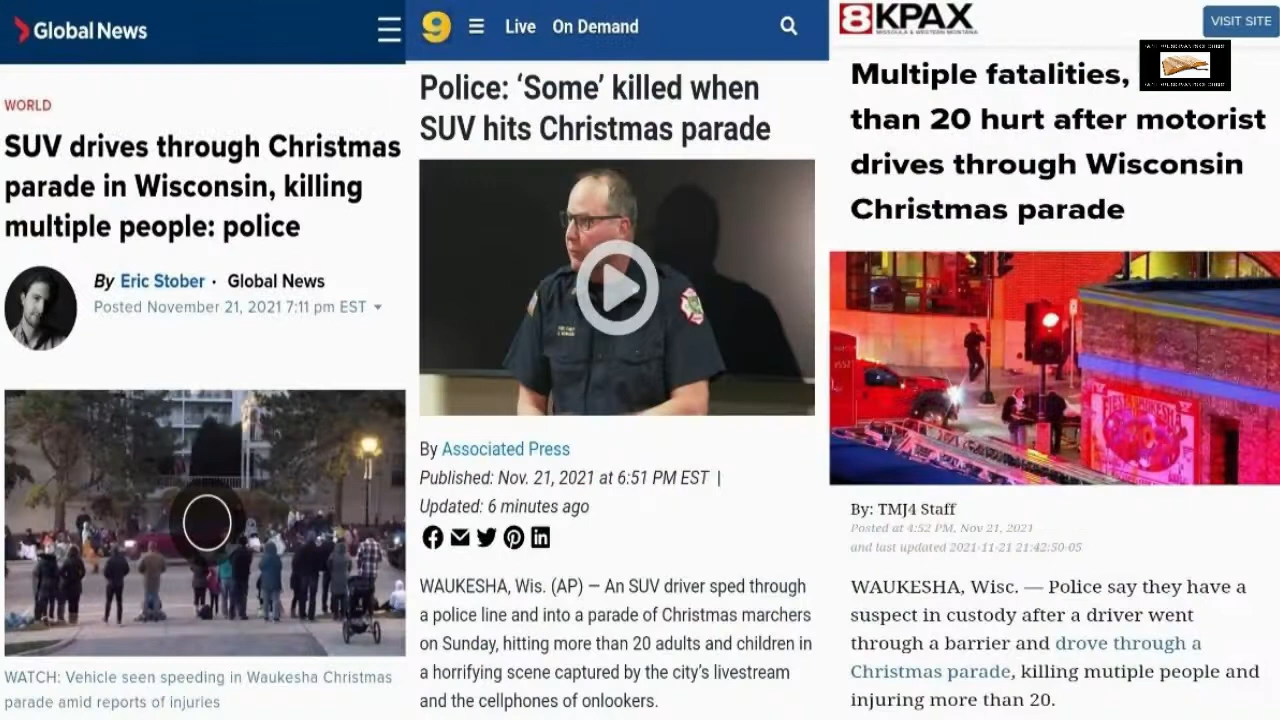 Global News
WORLD
SUV drives through Christmas
parade in Wisconsin, killing
multiple people: police
By Eric Stober · Global News
Posted November 21, 2021 7:11 pm EST
WATCH: Vehicle seen speeding in Waukesha Christmas
parade amid reports of injuries
9 Live On Demand
Police: ‘Some’ killed when
SUV hits Christmas parade
By Associated Press
Published: Nov. 21, 2021 at 6:51 PM EST |
Updated: 6 minutes ago
WAUKESHA, Wis. (AP) — An SUV driver sped through
a police line and into a parade of Christmas marchers
on Sunday, hitting more than 20 adults and children in
a horrifying scene captured by the city’s livestream
and the cellphones of onlookers.
8 KPAX
MISSOULA & WESTERN MONTANA
VISIT SITE
Multiple fatalities,
than 20 hurt after motorist
drives through Wisconsin
Christmas parade
By: TMJ4 Staff
Posted at 4:52 PM, Nov 21, 2021
and last updated 2021-11-21 21:42:50-05
WAUKESHA, Wisc. — Police say they have a
suspect in custody after a driver went
through a barrier and drove through a
Christmas parade, killing mutiple people and
injuring more than 20.